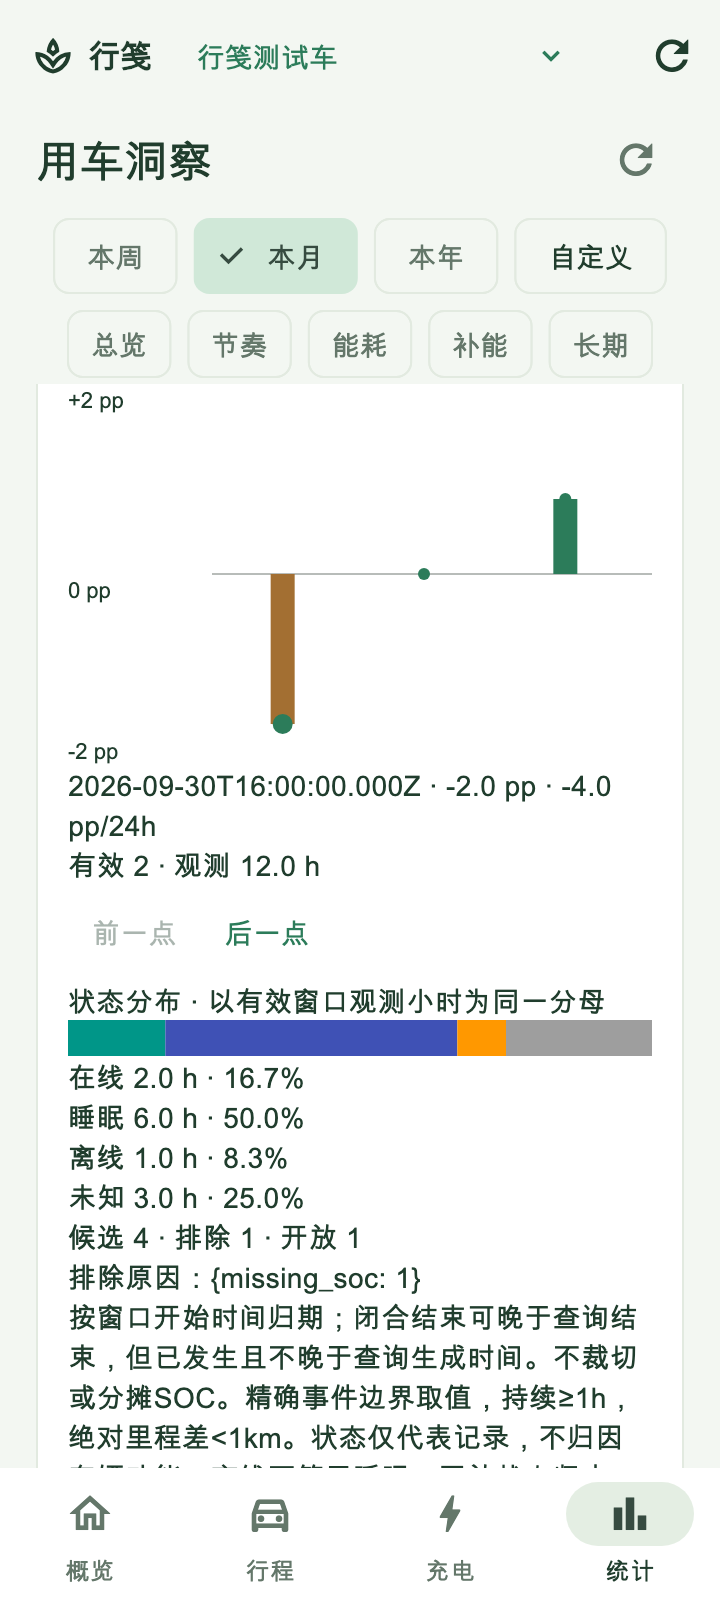 行笺 行笺测试车
用车洞察
本周 本月 本年 自定义
总览 节奏 能耗 补能 长期
+2 pp
0 pp
-2 pp
2026-09-30T16:00:00.000Z · -2.0 pp · -4.0
pp/24h
有效 2 · 观测 12.0 h
前一点 后一点
状态分布 · 以有效窗口观测小时为同一分母
在线 2.0 h · 16.7%
睡眠 6.0 h · 50.0%
离线 1.0 h · 8.3%
未知 3.0 h · 25.0%
候选 4 · 排除 1 · 开放 1
排除原因：{missing_soc: 1}
按窗口开始时间归期；闭合结束可晚于查询结
束，但已发生且不晚于查询生成时间。不裁切
或分摊SOC。精确事件边界取值，持续≥1h，
绝对里程差<1km。状态仅代表记录，不归因
概览 行程 充电 统计